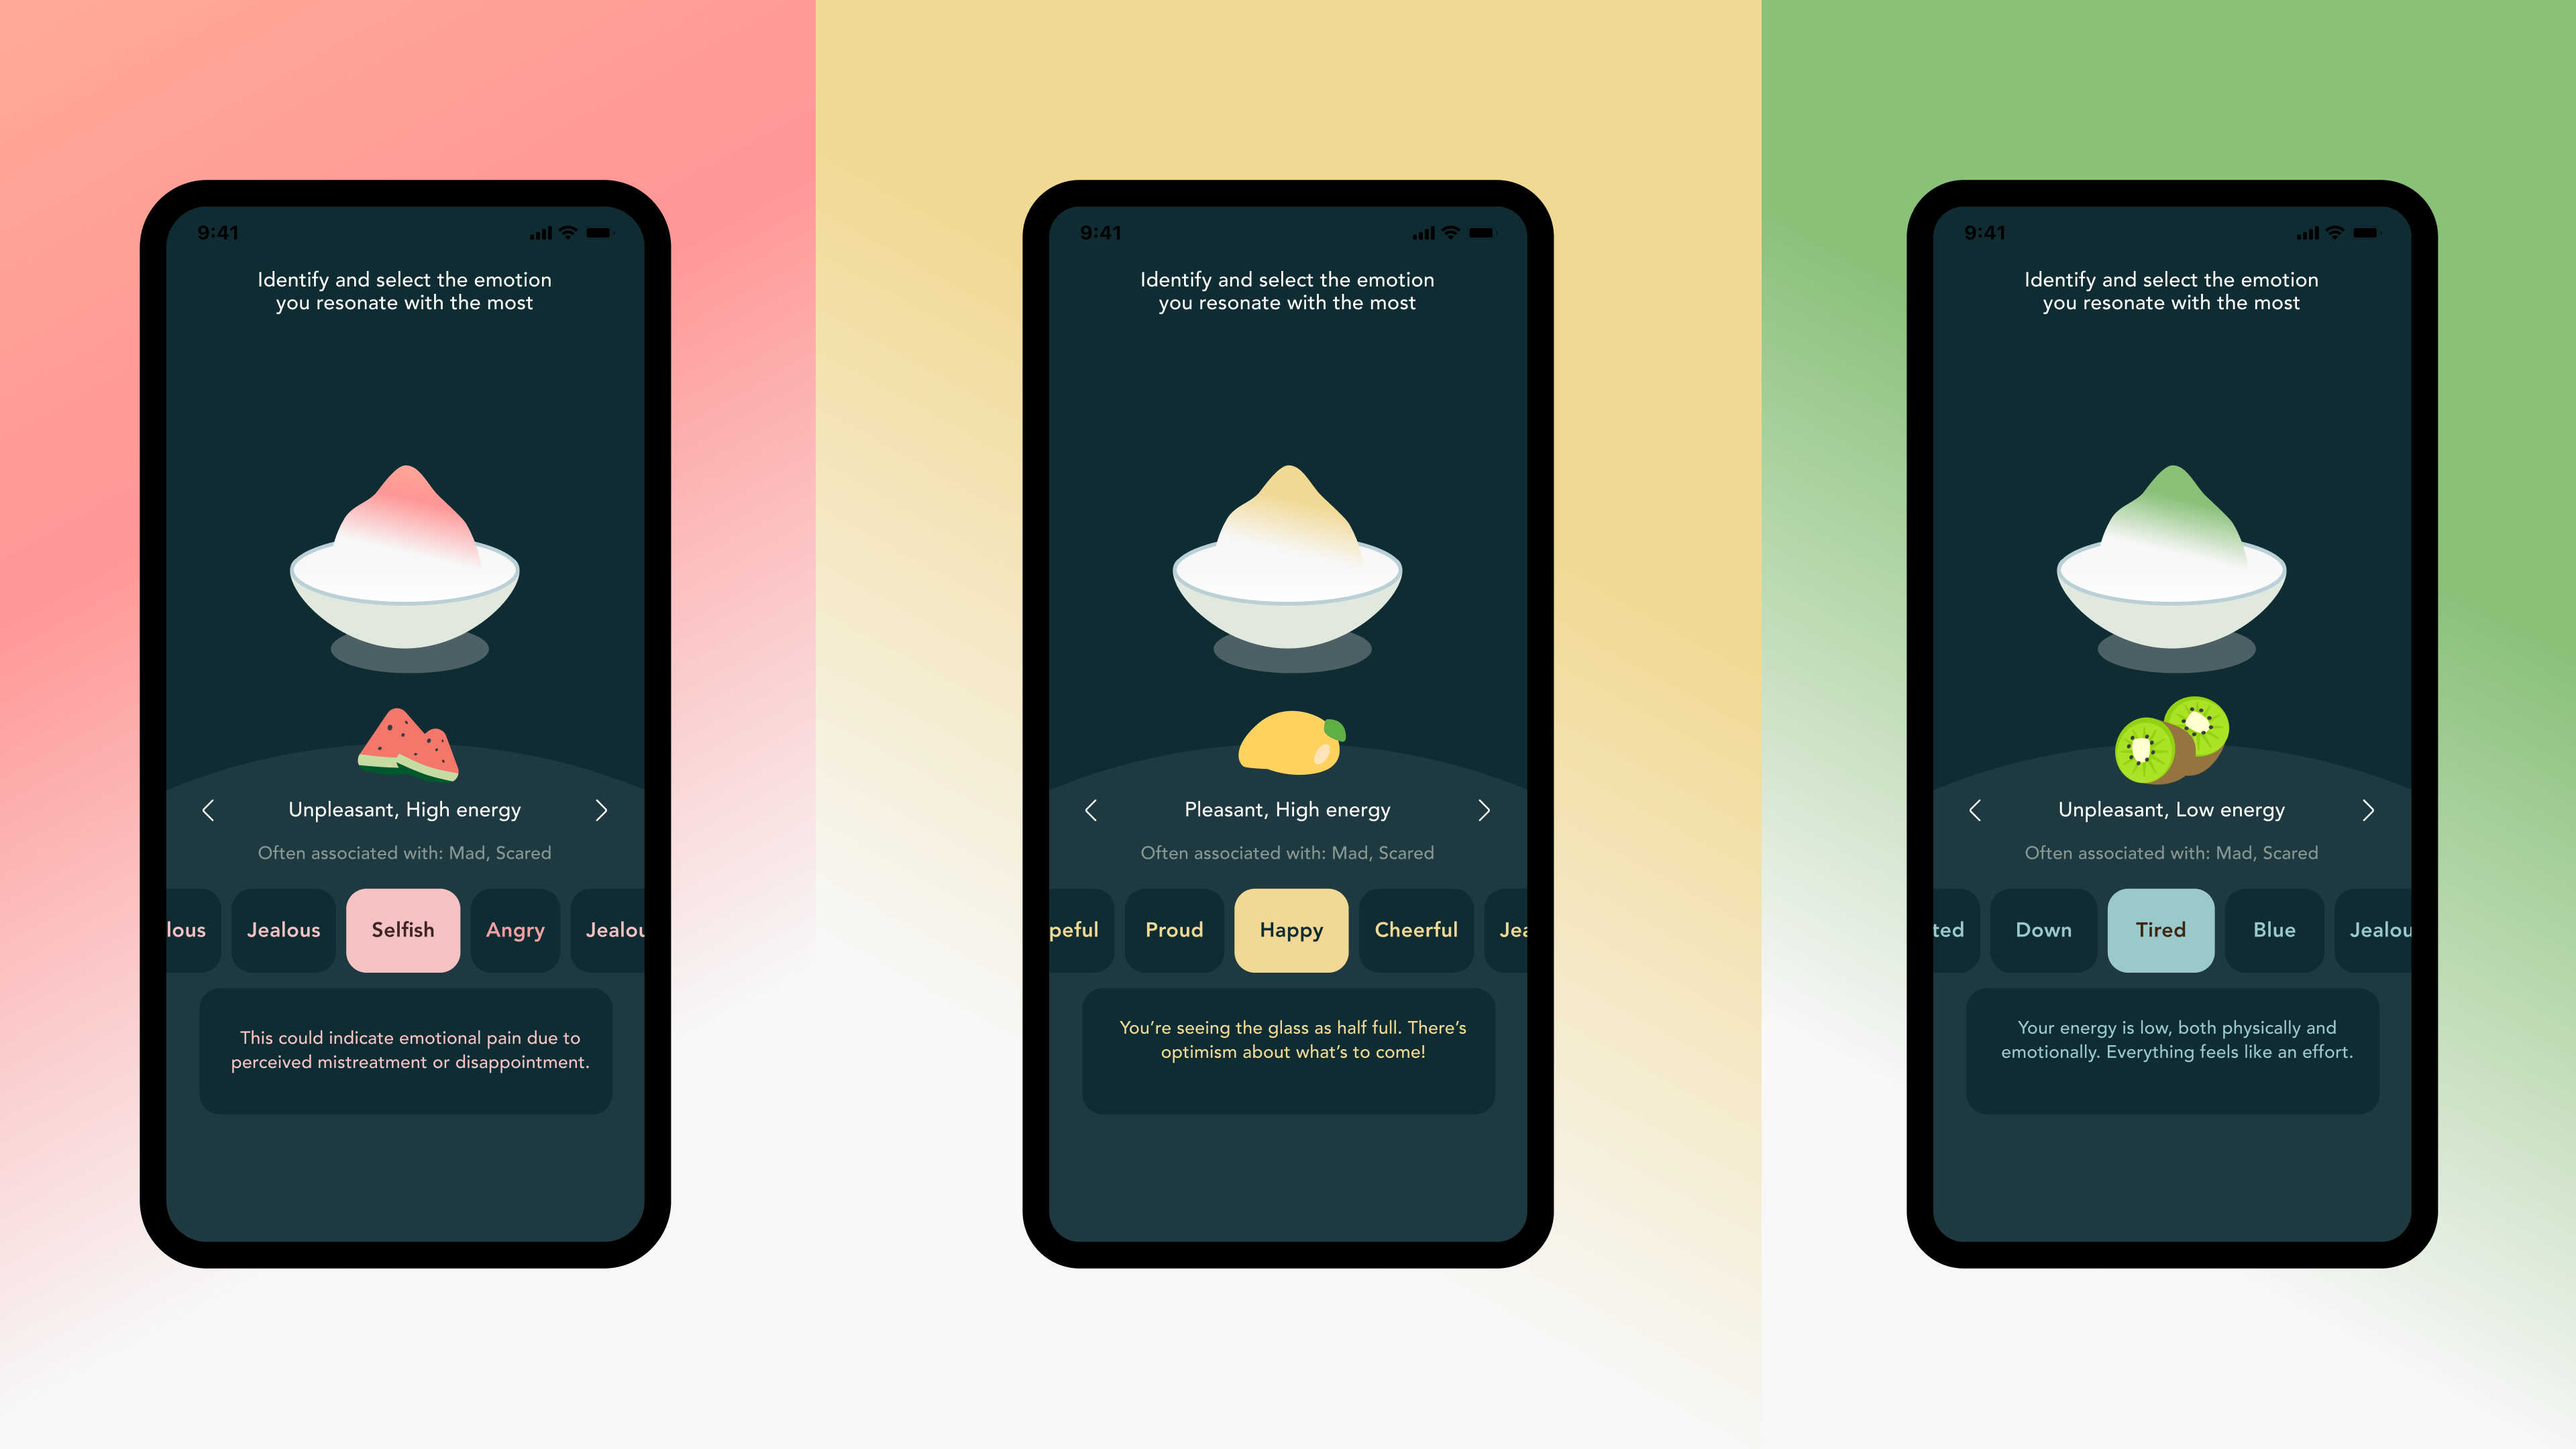 9:41
Identify and select the emotion
you resonate with the most
Unpleasant, High energy
Often associated with: Mad, Scared
lous Jealous Selfish Angry Jealou
This could indicate emotional pain due to
perceived mistreatment or disappointment.
9:41
Identify and select the emotion
you resonate with the most
Pleasant, High energy
Often associated with: Mad, Scared
peful Proud Happy Cheerful Jea
You’re seeing the glass as half full. There’s
optimism about what’s to come!
9:41
Identify and select the emotion
you resonate with the most
Unpleasant, Low energy
Often associated with: Mad, Scared
ted Down Tired Blue Jealou
Your energy is low, both physically and
emotionally. Everything feels like an effort.